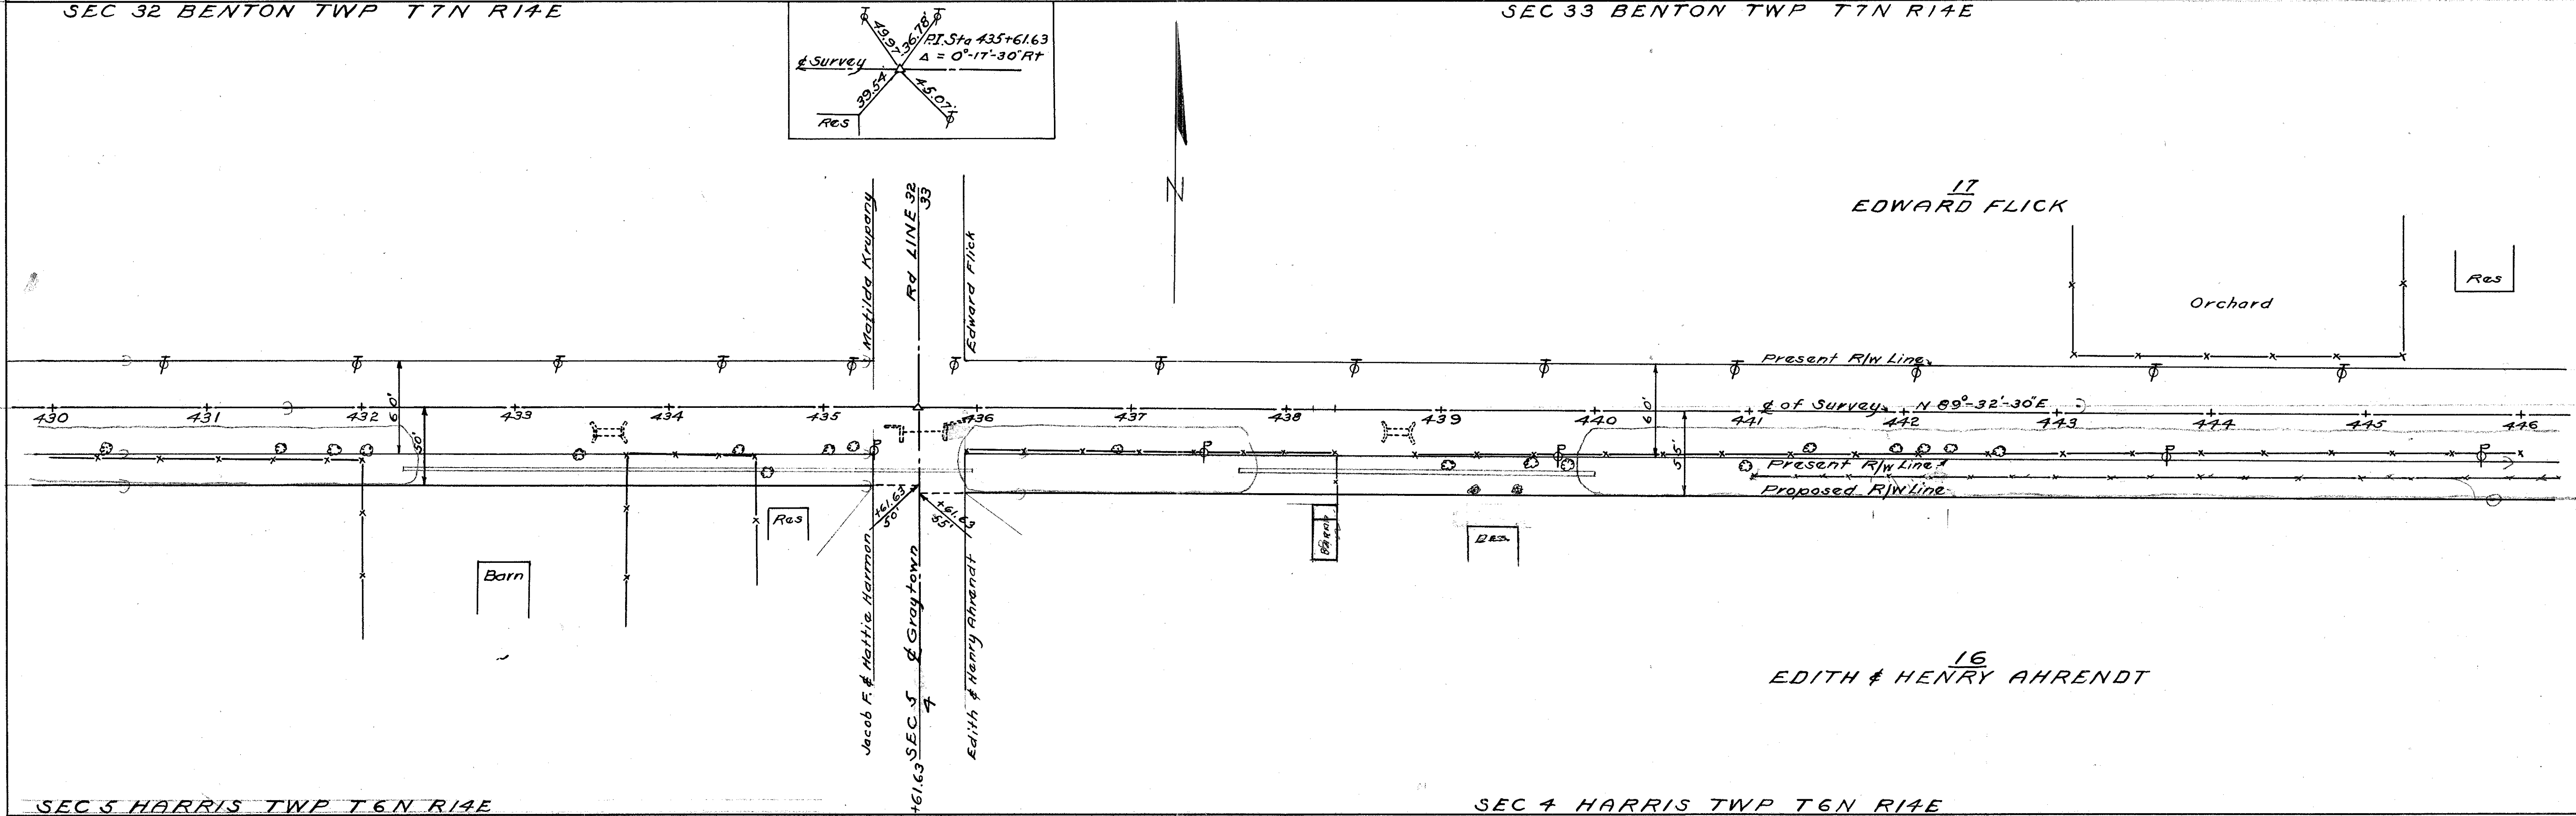 SEC 32 BENTON TWP T7N R14E
SEC 33 BENTON TWP T7N R14E
49.97'
36.78'
P.I. Sta 435+61.63
Δ = 0°-17'-30" Rt
℄ Survey
39.54'
45.07'
Res
N
Matilda Krupany
Rd LINE 32
33
Edward Flick
17
EDWARD FLICK
Orchard
Res
Present R/W Line
60'
60'
℄ of Survey N 89°-32'-30" E
430 431 432 433 434 435 436 437 438 439 440 441 442 443 444 445 446
50'
55'
Present R/W Line
Proposed R/W Line
+61.63
50'
+61.63
55'
Res
Barn
Res
Jacob F. & Hattie Harmon
SEC 5
4
℄ Graytown
Edith & Henry Ahrendt
+61.63
16
EDITH & HENRY AHRENDT
SEC 5 HARRIS TWP T6N R14E
SEC 4 HARRIS TWP T6N R14E